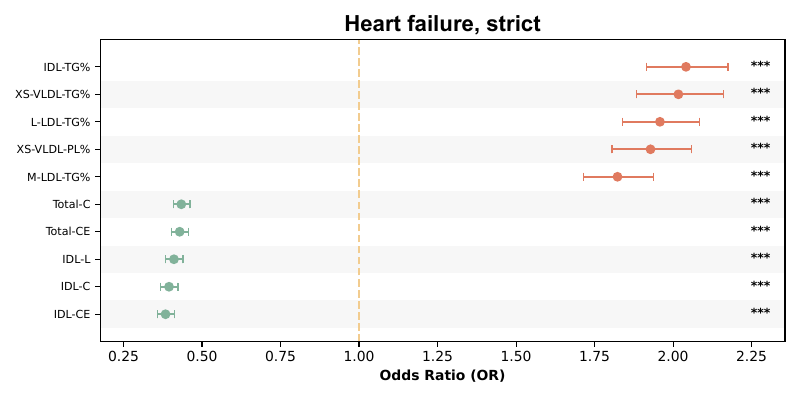 Heart failure, strict
IDL-TG% ***
XS-VLDL-TG% ***
L-LDL-TG% ***
XS-VLDL-PL% ***
M-LDL-TG% ***
Total-C ***
Total-CE ***
IDL-L ***
IDL-C ***
IDL-CE ***
0.25 0.50 0.75 1.00 1.25 1.50 1.75 2.00 2.25
Odds Ratio (OR)